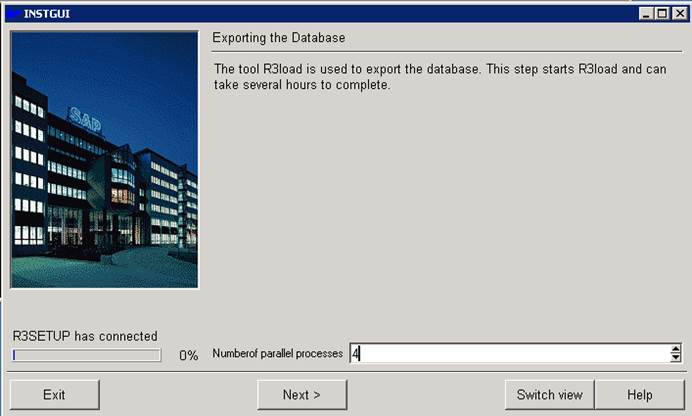 INSTGUI
Exporting the Database
The tool R3load is used to export the database. This step starts R3load and can
take several hours to complete.
SAP
R3SETUP has connected
0%
Numberof parallel processes
4
Exit
Next >
Switch view
Help